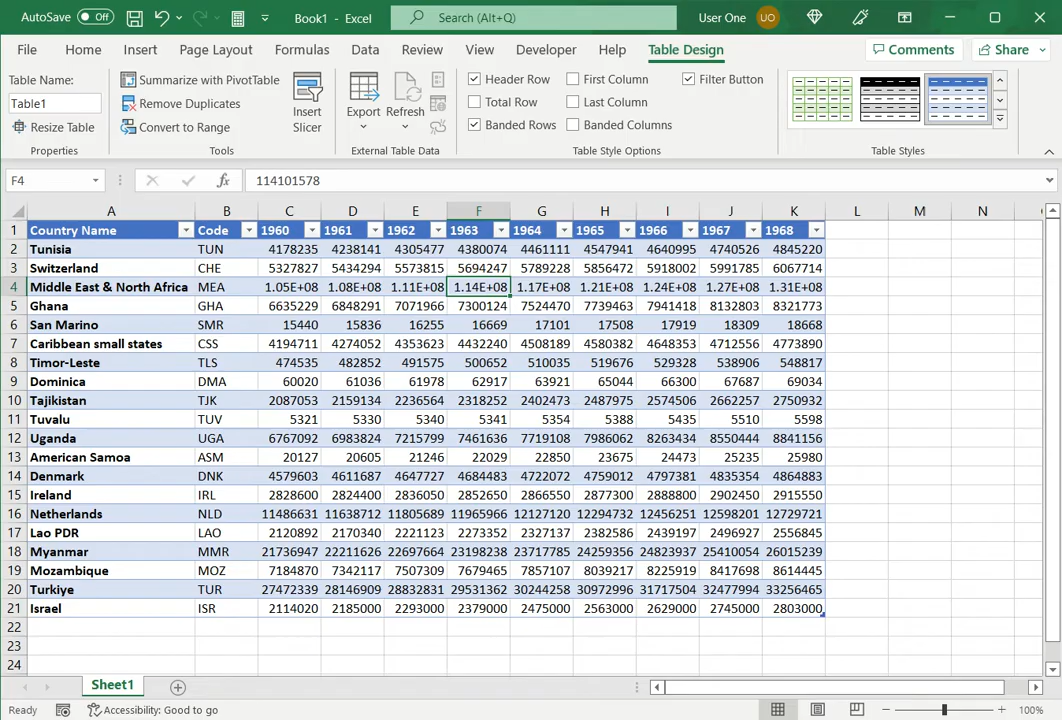 AutoSave Off Book1 - Excel Search (Alt+Q) User One UO
File Home Insert Page Layout Formulas Data Review View Developer Help Table Design Comments Share
Table Name: Summarize with PivotTable Header Row First Column Filter Button
Table1 Remove Duplicates Insert Slicer Export Refresh Total Row Last Column
Resize Table Convert to Range Banded Rows Banded Columns
Properties Tools External Table Data Table Style Options Table Styles
F4 fx 114101578
A B C D E F G H I J K L M N
1 Country Name Code 1960 1961 1962 1963 1964 1965 1966 1967 1968
2 Tunisia TUN 4178235 4238141 4305477 4380074 4461111 4547941 4640995 4740526 4845220
3 Switzerland CHE 5327827 5434294 5573815 5694247 5789228 5856472 5918002 5991785 6067714
4 Middle East & North Africa MEA 1.05E+08 1.08E+08 1.11E+08 1.14E+08 1.17E+08 1.21E+08 1.24E+08 1.27E+08 1.31E+08
5 Ghana GHA 6635229 6848291 7071966 7300124 7524470 7739463 7941418 8132803 8321773
6 San Marino SMR 15440 15836 16255 16669 17101 17508 17919 18309 18668
7 Caribbean small states CSS 4194711 4274052 4353623 4432240 4508189 4580382 4648353 4712556 4773890
8 Timor-Leste TLS 474535 482852 491575 500652 510035 519676 529328 538906 548817
9 Dominica DMA 60020 61036 61978 62917 63921 65044 66300 67687 69034
10 Tajikistan TJK 2087053 2159134 2236564 2318252 2402473 2487975 2574506 2662257 2750932
11 Tuvalu TUV 5321 5330 5340 5341 5354 5388 5435 5510 5598
12 Uganda UGA 6767092 6983824 7215799 7461636 7719108 7986062 8263434 8550444 8841156
13 American Samoa ASM 20127 20605 21246 22029 22850 23675 24473 25235 25980
14 Denmark DNK 4579603 4611687 4647727 4684483 4722072 4759012 4797381 4835354 4864883
15 Ireland IRL 2828600 2824400 2836050 2852650 2866550 2877300 2888800 2902450 2915550
16 Netherlands NLD 11486631 11638712 11805689 11965966 12127120 12294732 12456251 12598201 12729721
17 Lao PDR LAO 2120892 2170340 2221123 2273352 2327137 2382586 2439197 2496927 2556845
18 Myanmar MMR 21736947 22211626 22697664 23198238 23717785 24259356 24823937 25410054 26015239
19 Mozambique MOZ 7184870 7342117 7507309 7679465 7857107 8039217 8225919 8417698 8614445
20 Turkiye TUR 27472339 28146909 28832831 29531362 30244258 30972996 31717504 32477994 33256465
21 Israel ISR 2114020 2185000 2293000 2379000 2475000 2563000 2629000 2745000 2803000
22
23
24
Sheet1
Ready Accessibility: Good to go 100%